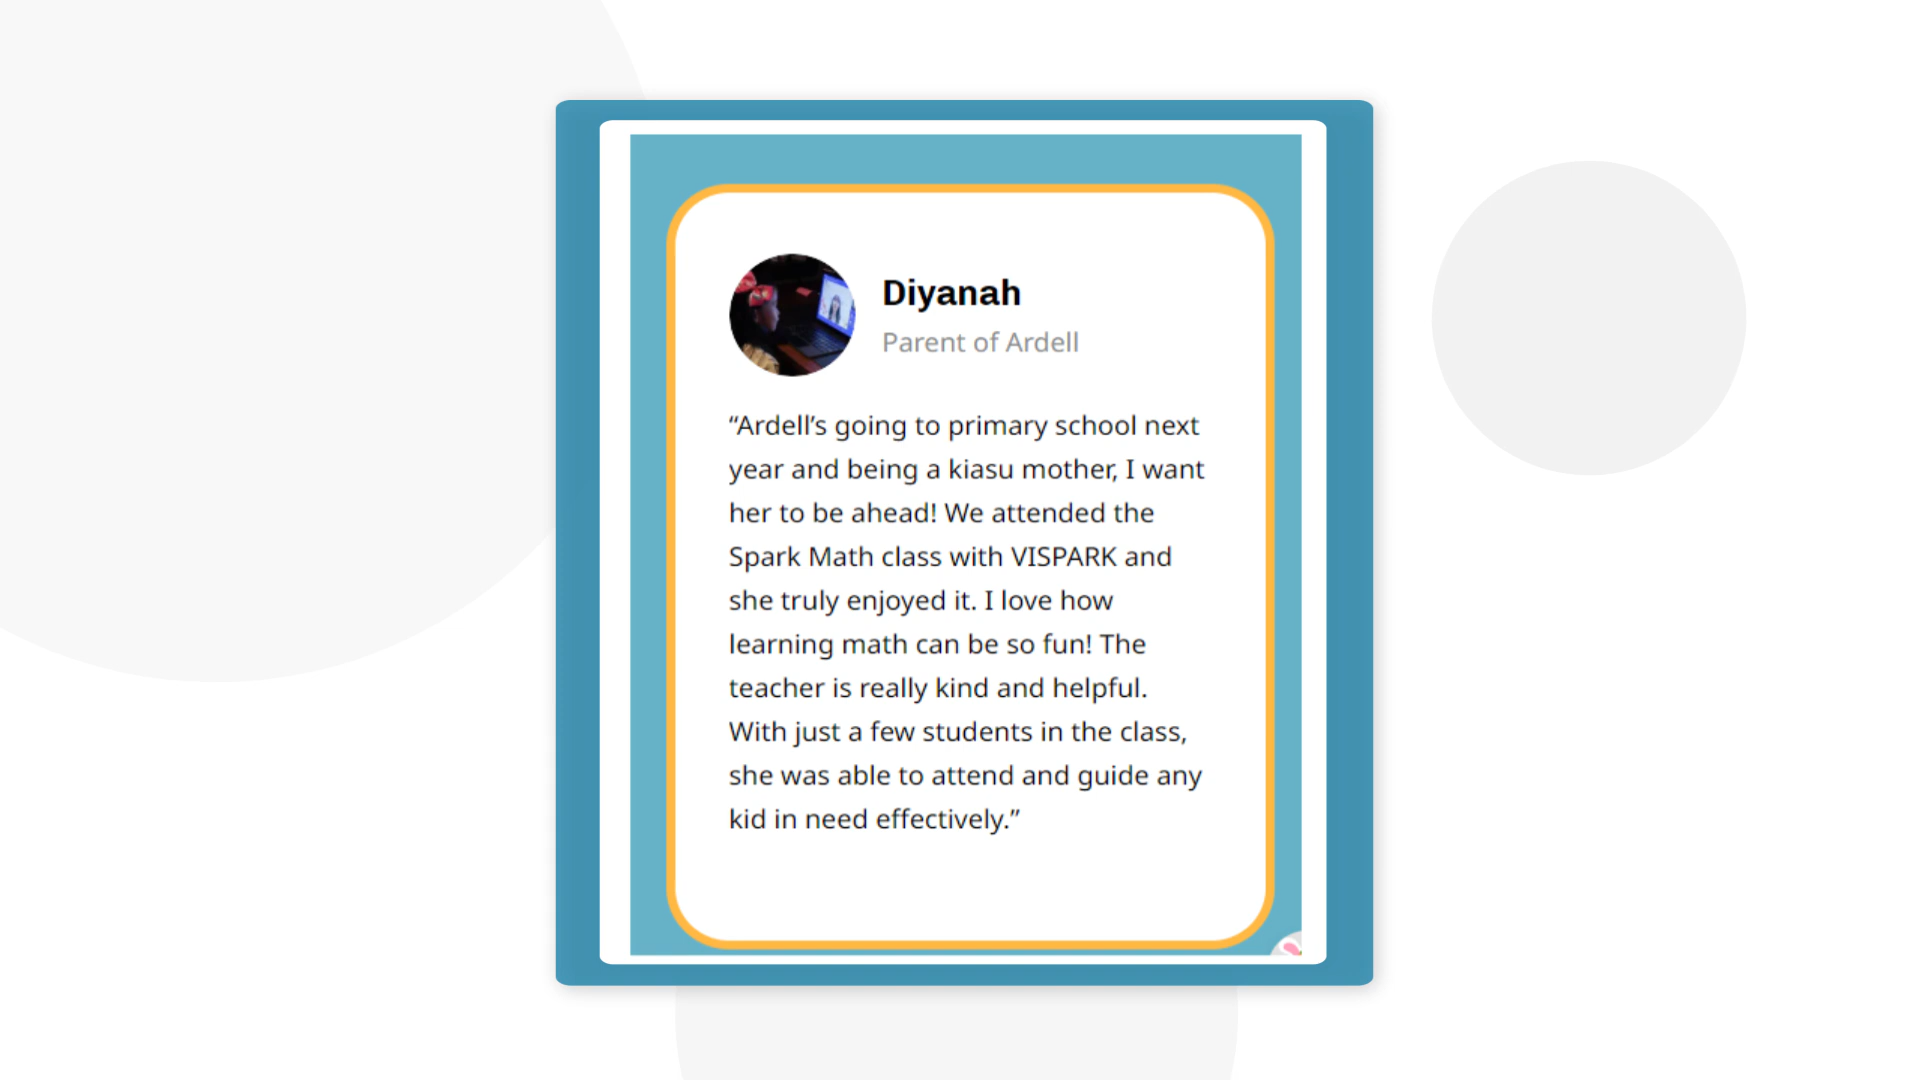 Diyanah
Parent of Ardell
“Ardell’s going to primary school next
year and being a kiasu mother, I want
her to be ahead! We attended the
Spark Math class with VISPARK and
she truly enjoyed it. I love how
learning math can be so fun! The
teacher is really kind and helpful.
With just a few students in the class,
she was able to attend and guide any
kid in need effectively.”